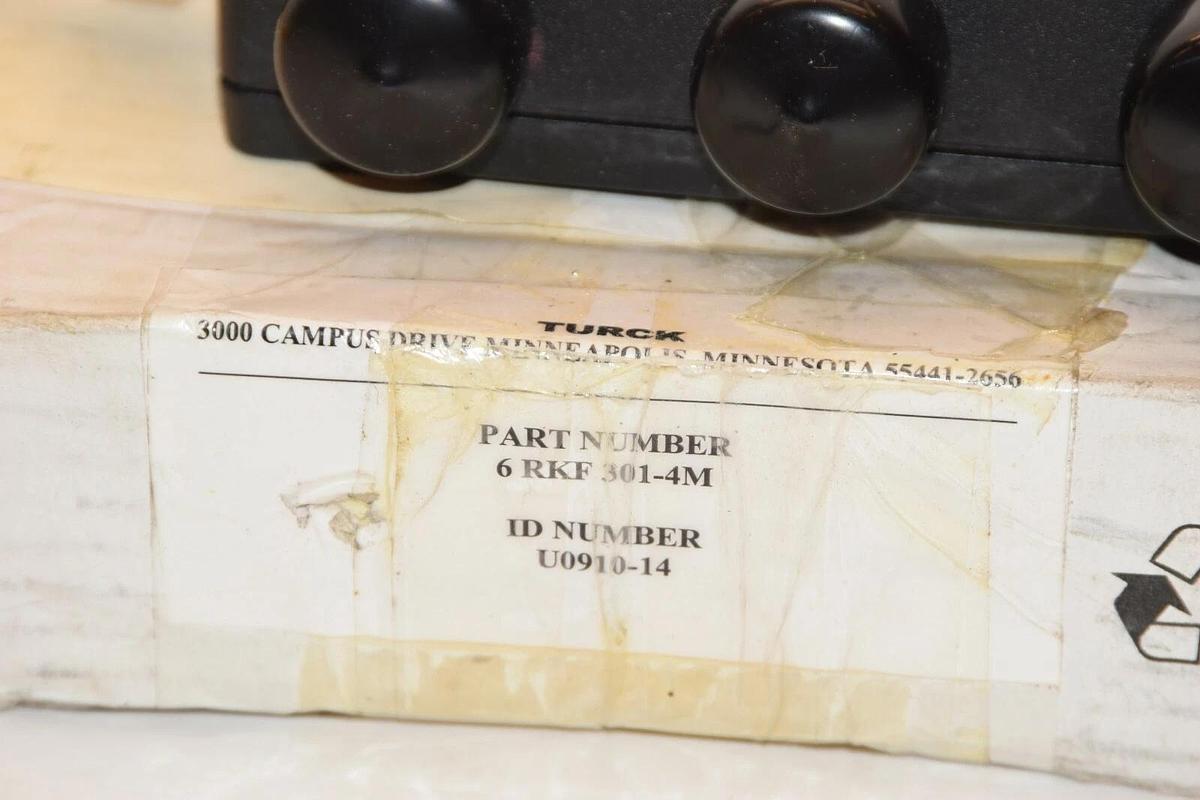 TURCK
3000 CAMPUS DRIVE MINNEAPOLIS, MINNESOTA 55441-2656
PART NUMBER
6 RKF 301-4M
ID NUMBER
U0910-14